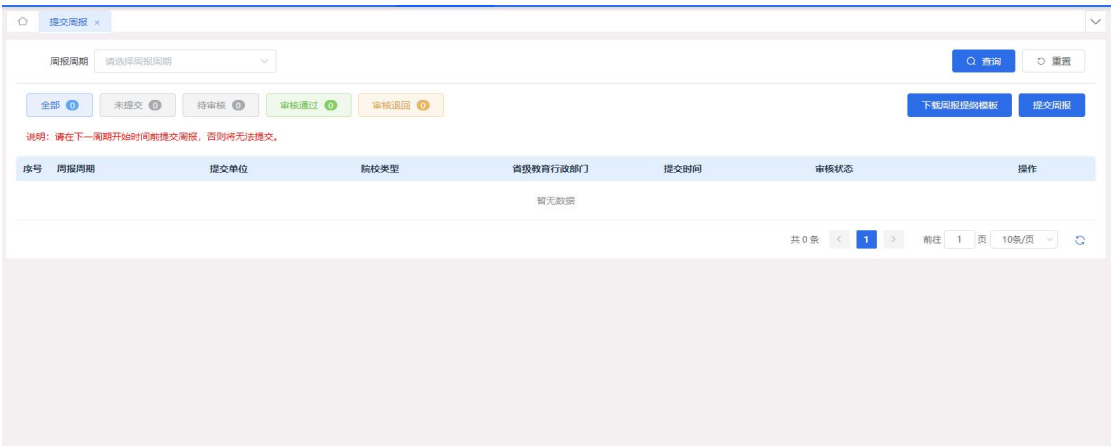 提交周报 ×
周报周期 请选择周报周期 查询 重置
全部 0 未提交 0 待审核 0 审核通过 0 审核退回 0 下载周报提纲模板 提交周报
说明：请在下一周期开始时间前提交周报，否则将无法提交。
序号 周报周期 提交单位 院校类型 省级教育行政部门 提交时间 审核状态 操作
暂无数据
共 0 条 < 1 > 前往 1 页 10条/页